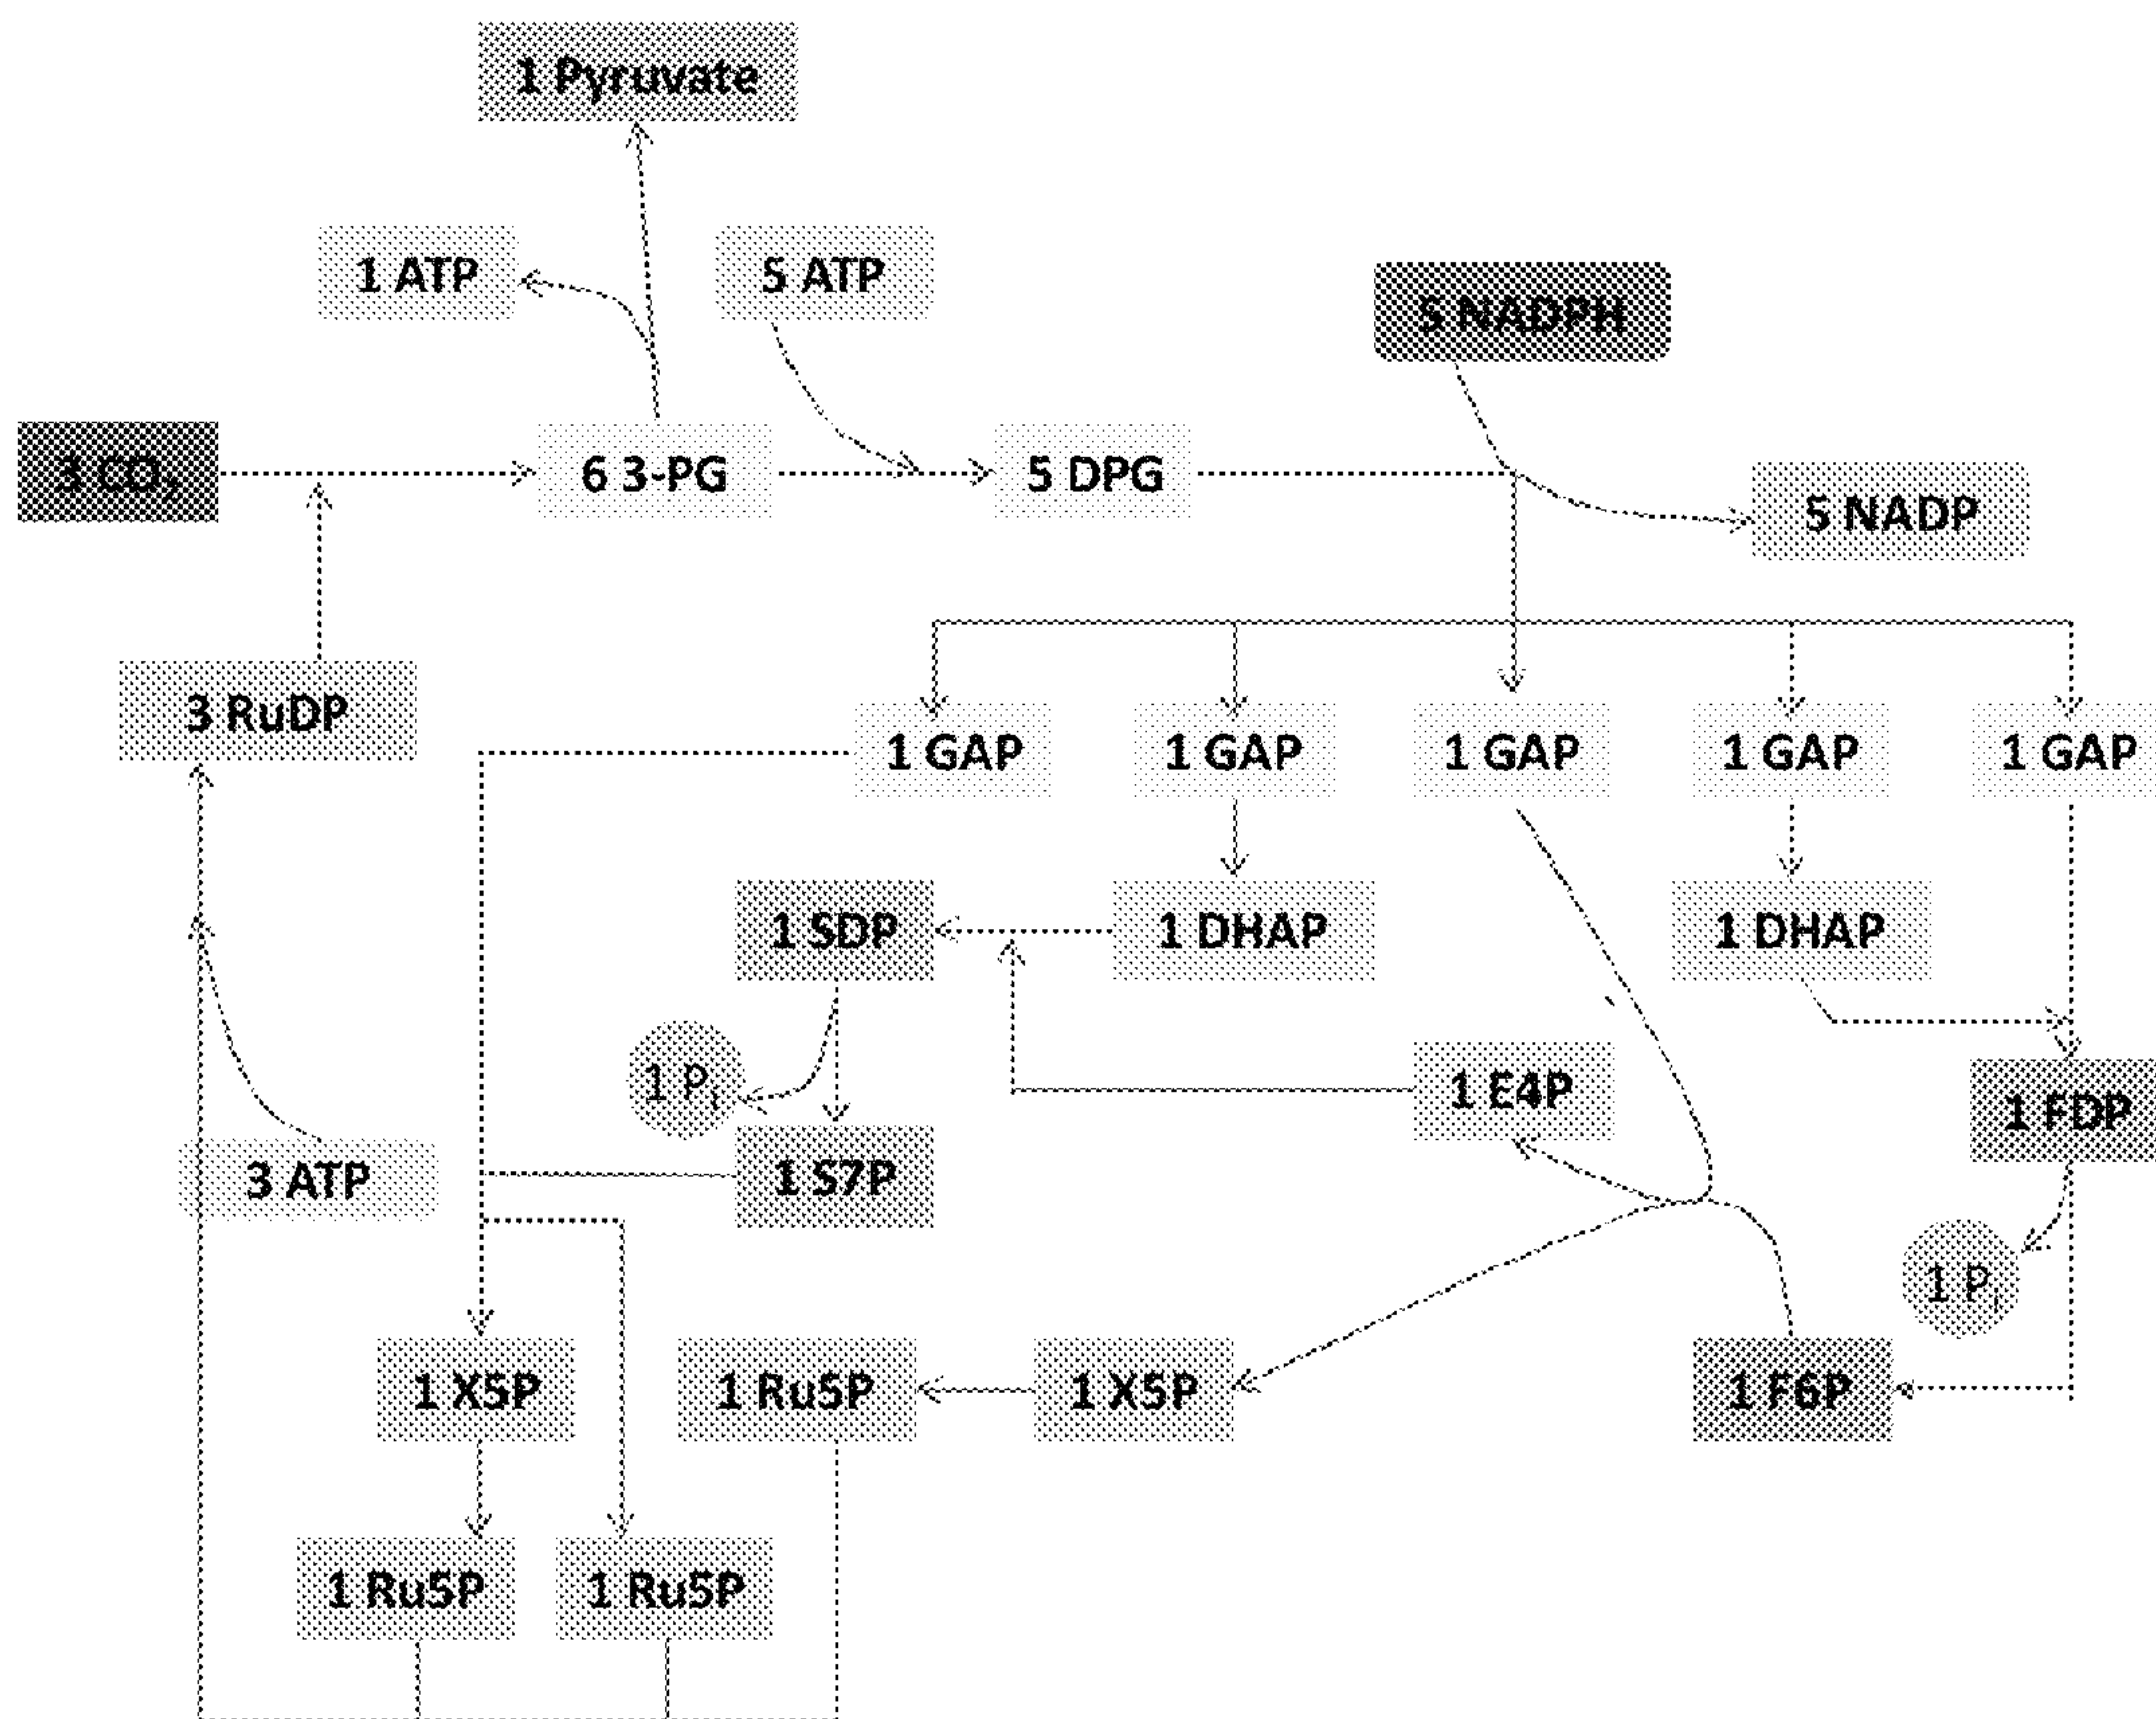 1 Pyruvate
1 ATP
5 ATP
5 NADPH
3 CO₂
6 3-PG
5 DPG
5 NADP
3 RuDP
1 GAP
1 GAP
1 GAP
1 GAP
1 GAP
1 SDP
1 DHAP
1 DHAP
1 Pᵢ
1 E4P
1 FDP
3 ATP
1 S7P
1 Pᵢ
1 X5P
1 Ru5P
1 X5P
1 F6P
1 Ru5P
1 Ru5P